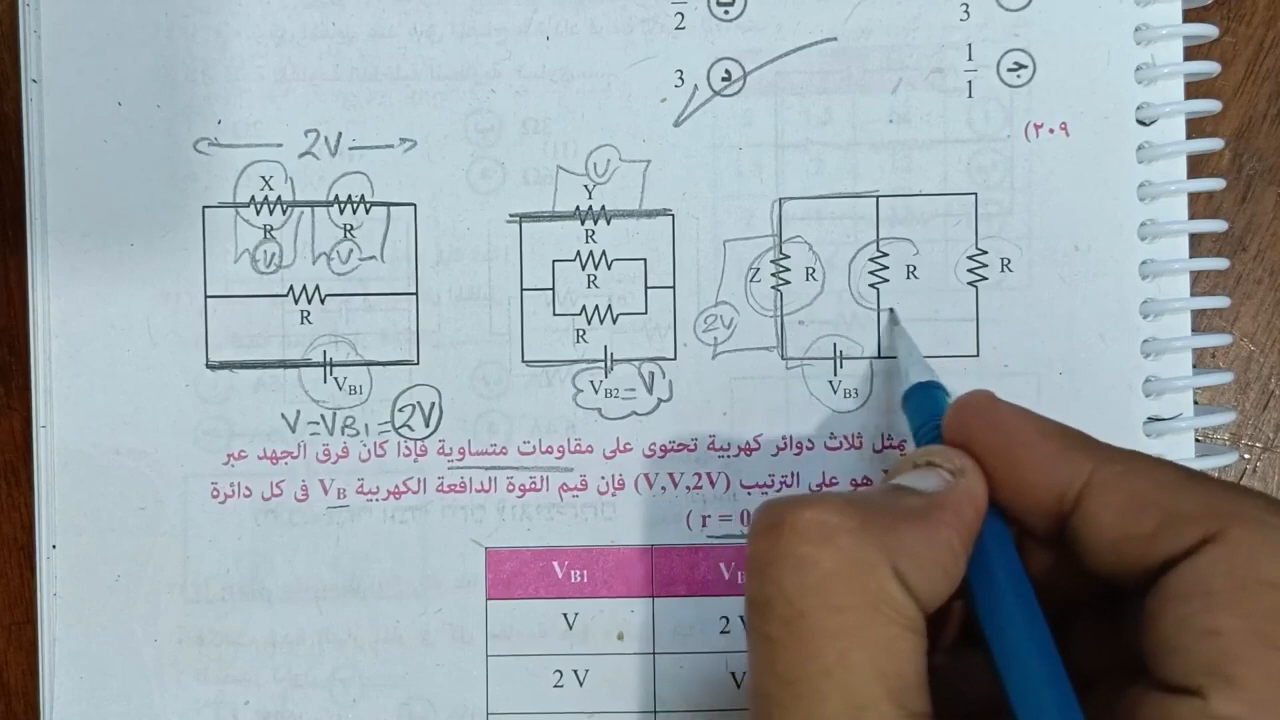 2 ب
3
3 د
1/1 ج
٢٠٩)
2V
X
R
R
V
V
R
VB1
V=VB1=2V
V
Y
R
R
R
VB2=V
Z R
R
R
2V
VB3
يمثل ثلاث دوائر كهربية تحتوى على مقاومات متساوية فإذا كان فرق الجهد عبر
هو على الترتيب (V,V,2V) فإن قيم القوة الدافعة الكهربية VB فى كل دائرة
( r = 0
VB1
V 2
2 V V